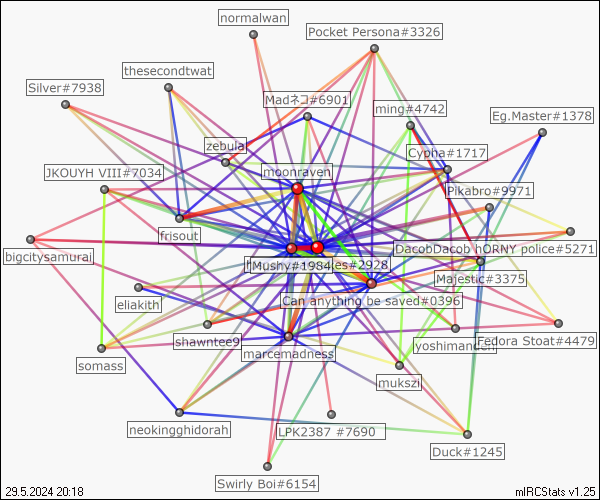 normalwan
Pocket Persona#3326
thesecondtwat
Silver#7938
Madネコ#6901
ming#4742
Eg.Master#1378
zebula
Cypna#1717
moonraven
JKOUYH VIII#7034
Pikabro#9971
frisout
DacobDacob
hORNY police#5271
bigcitysamurai
Mushy#1984
es#2928
Majestic#3375
eliakith
Can anything be saved#0396
shawntee9
marcemadness
yoshimanden
Fedora Stoat#4479
somass
mukszi
neokingghidorah
LPK2387 #7690
Duck#1245
Swirly Boi#6154
29.5.2024 20:18
mIRCStats v1.25